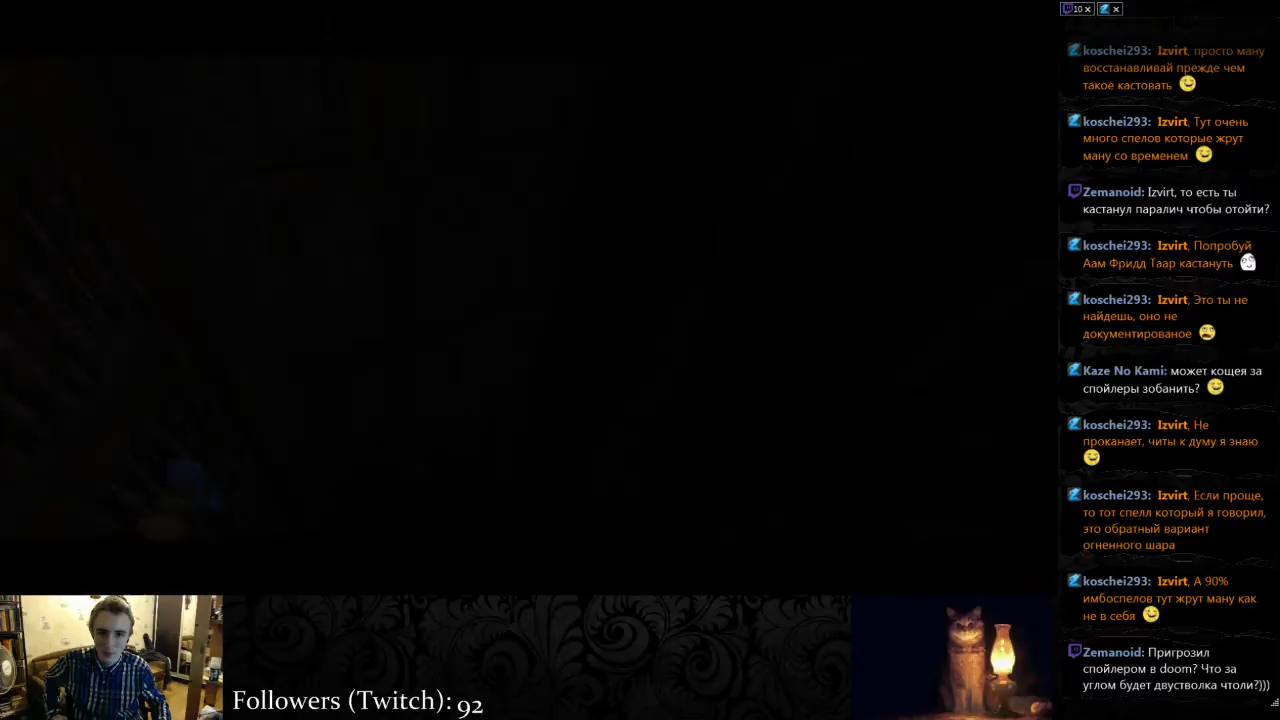 10
koschei293: Izvirt, просто ману
восстанавливай прежде чем
такое кастовать
koschei293: Izvirt, Тут очень
много спелов которые жрут
ману со временем
Zemanoid: Izvirt, то есть ты
кастанул паралич чтобы отойти?
koschei293: Izvirt, Попробуй
Аам Фридд Таар кастануть
koschei293: Izvirt, Это ты не
найдешь, оно не
документированое
Kaze No Kami: может кощея за
спойлеры зобанить?
koschei293: Izvirt, Не
проканает, читы к думу я знаю
koschei293: Izvirt, Если проще,
то тот спелл который я говорил,
это обратный вариант
огненного шара
koschei293: Izvirt, А 90%
имбоспелов тут жрут ману как
не в себя
Zemanoid: Пригрозил
спойлером в doom? Что за
углом будет двустволка чтоли?)))
Followers (Twitch): 92